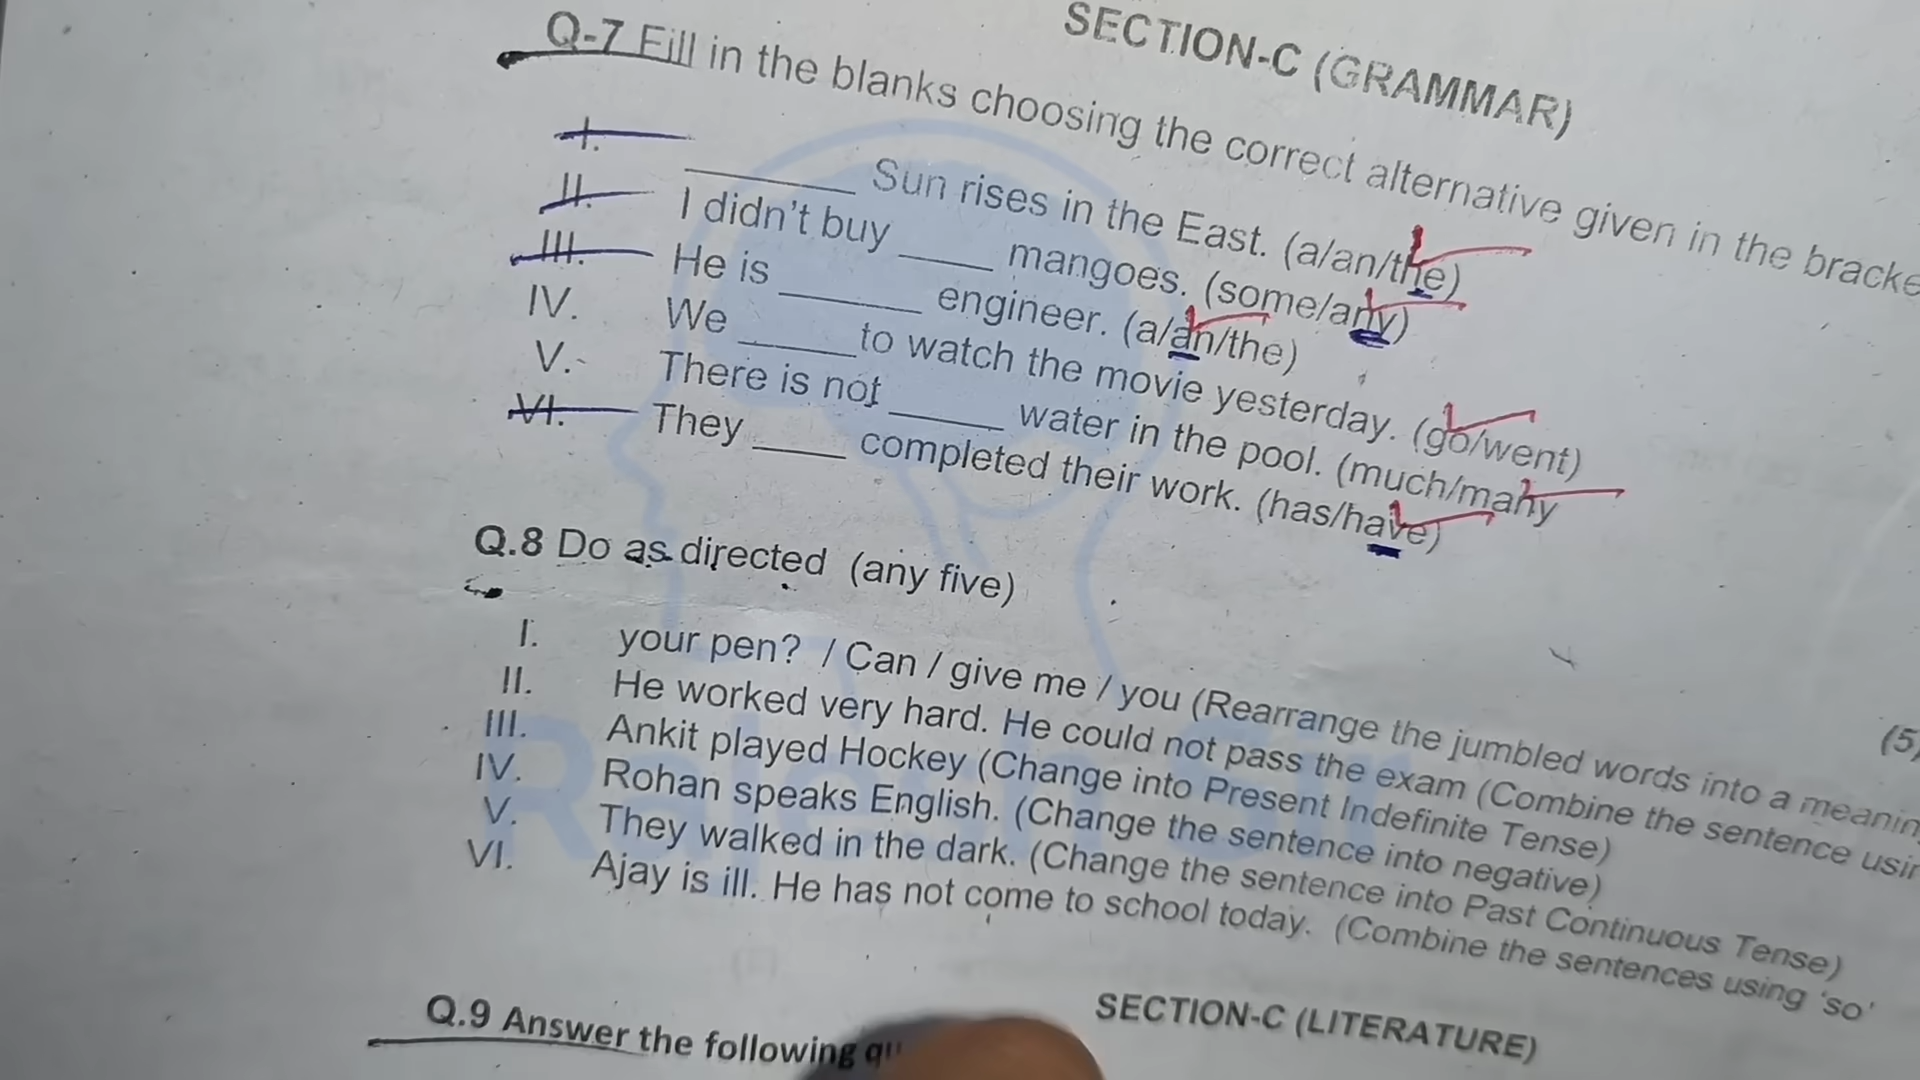 SECTION-C (GRAMMAR)
Q-7 Fill in the blanks choosing the correct alternative given in the
I. ______ Sun rises in the East. (a/an/the)
II. I didn't buy ____ mangoes. (some/any)
III. He is ______ engineer. (a/an/the)
IV. We _____ to watch the movie yesterday. (go/went)
V. There is not _____ water in the pool. (much/many
VI. They ____ completed their work. (has/have)
Q.8 Do as directed (any five)
(5)
I. your pen? / Can / give me / you (Rearrange the jumbled words into a
II. He worked very hard. He could not pass the exam (Combine the sentence
III. Ankit played Hockey (Change into Present Indefinite Tense)
IV. Rohan speaks English. (Change the sentence into negative)
V. They walked in the dark. (Change the sentence into Past Continuous Tense)
VI. Ajay is ill. He has not come to school today. (Combine the sentences using 'so'
SECTION-C (LITERATURE)
Q.9 Answer the following